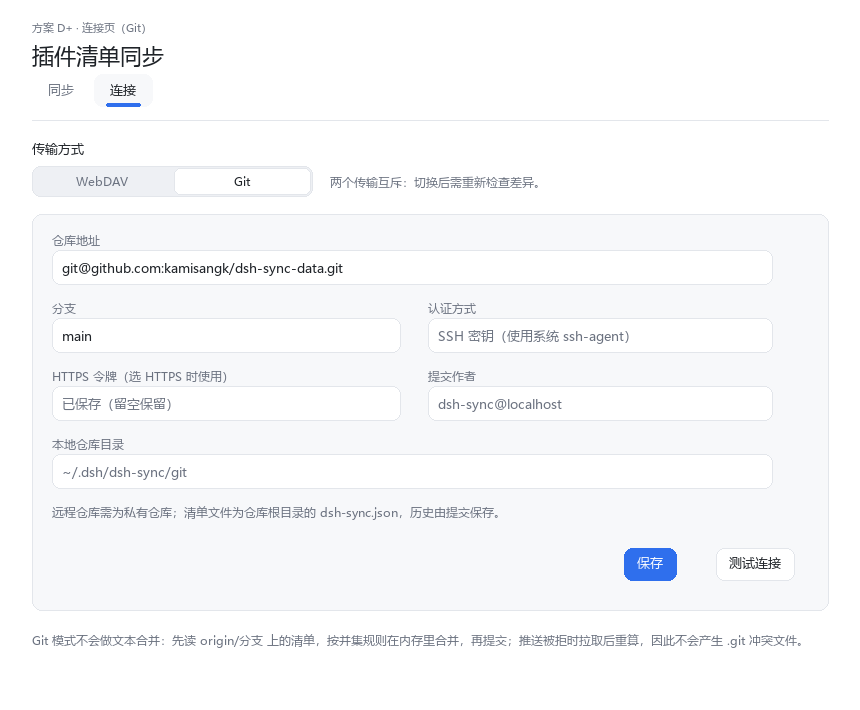 方案 D+ · 连接页（Git）
插件清单同步
同步 连接
传输方式
WebDAV Git 两个传输互斥：切换后需重新检查差异。
仓库地址
git@github.com:kamisangk/dsh-sync-data.git
分支 认证方式
main SSH 密钥（使用系统 ssh-agent）
HTTPS 令牌（选 HTTPS 时使用） 提交作者
已保存（留空保留） dsh-sync@localhost
本地仓库目录
~/.dsh/dsh-sync/git
远程仓库需为私有仓库；清单文件为仓库根目录的 dsh-sync.json，历史由提交保存。
保存 测试连接
Git 模式不会做文本合并：先读 origin/分支 上的清单，按并集规则在内存里合并，再提交；推送被拒时拉取后重算，因此不会产生 .git 冲突文件。